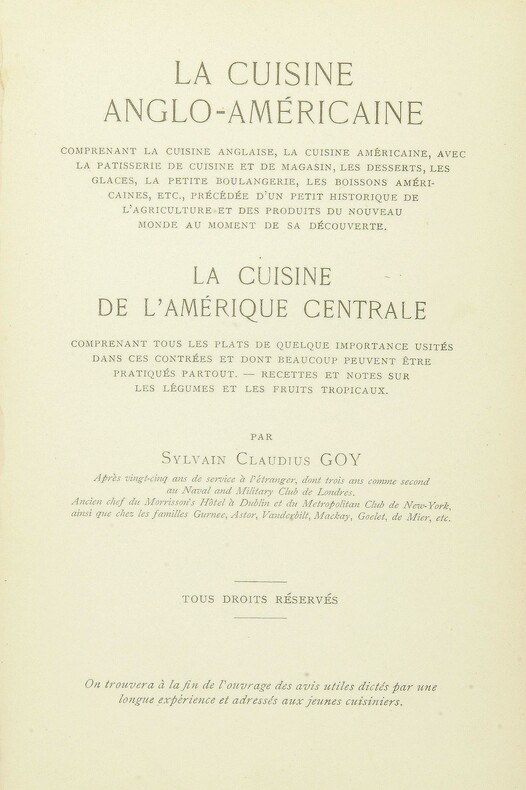 LA CUISINE
ANGLO-AMÉRICAINE
COMPRENANT LA CUISINE ANGLAISE, LA CUISINE AMÉRICAINE, AVEC
LA PATISSERIE DE CUISINE ET DE MAGASIN, LES DESSERTS, LES
GLACES, LA PETITE BOULANGERIE, LES BOISSONS AMÉRI-
CAINES, ETC., PRÉCÉDÉE D'UN PETIT HISTORIQUE DE
L'AGRICULTURE ET DES PRODUITS DU NOUVEAU
MONDE AU MOMENT DE SA DÉCOUVERTE.
LA CUISINE
DE L'AMÉRIQUE CENTRALE
COMPRENANT TOUS LES PLATS DE QUELQUE IMPORTANCE USITÉS
DANS CES CONTRÉES ET DONT BEAUCOUP PEUVENT ÊTRE
PRATIQUÉS PARTOUT. — RECETTES ET NOTES SUR
LES LÉGUMES ET LES FRUITS TROPICAUX.
PAR
SYLVAIN CLAUDIUS GOY
Après vingt-cinq ans de service à l'étranger, dont trois ans comme second
au Naval and Military Club de Londres.
Ancien chef du Morrisson's Hôtel à Dublin et du Metropolitan Club de New-York,
ainsi que chez les familles Gurnee, Astor, Vanderbilt, Mackay, Goelet, de Mier, etc.
TOUS DROITS RÉSERVÉS
On trouvera à la fin de l'ouvrage des avis utiles dictés par une
longue expérience et adressés aux jeunes cuisiniers.